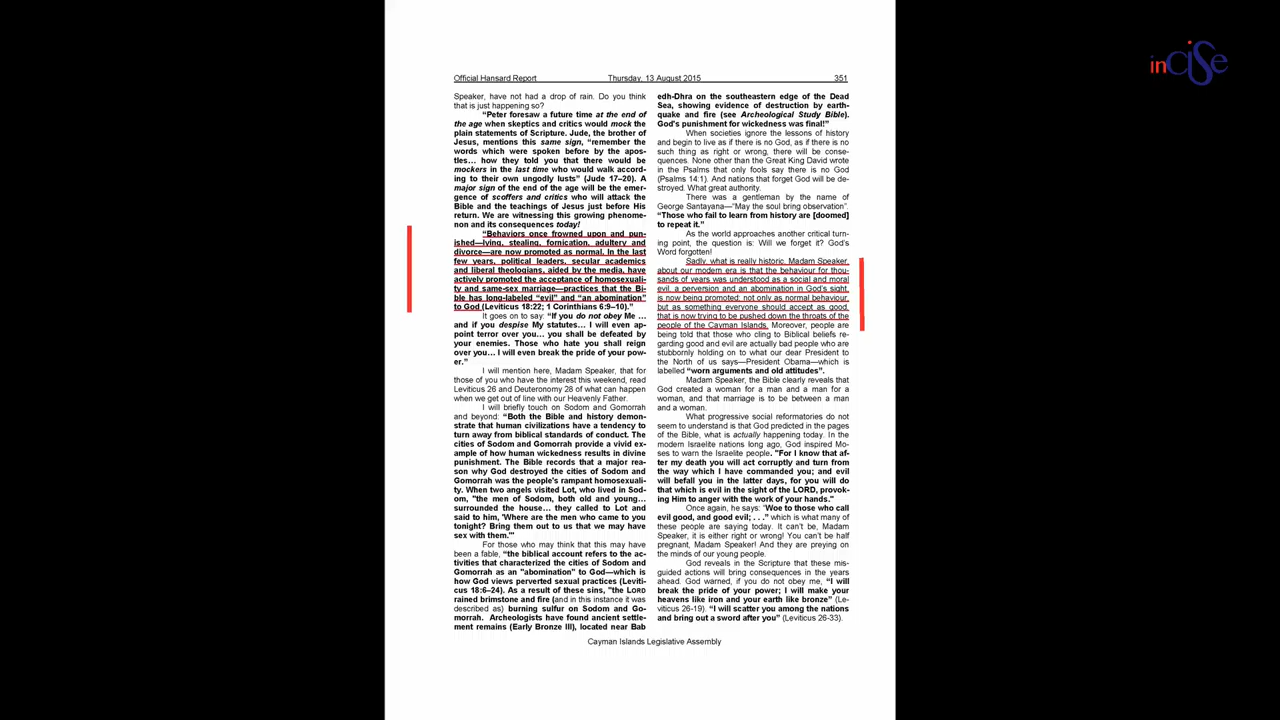 inCISe
Official Hansard Report Thursday, 13 August 2015 351
Speaker, have not had a drop of rain. Do you think
that is just happening so?
“Peter foresaw a future time at the end of
the age when skeptics and critics would mock the
plain statements of Scripture. Jude, the brother of
Jesus, mentions this same sign, “remember the
words which were spoken before by the apos-
tles… how they told you that there would be
mockers in the last time who would walk accord-
ing to their own ungodly lusts” (Jude 17–20). A
major sign of the end of the age will be the emer-
gence of scoffers and critics who will attack the
Bible and the teachings of Jesus just before His
return. We are witnessing this growing phenome-
non and its consequences today!
“Behaviors once frowned upon and pun-
ished—lying, stealing, fornication, adultery and
divorce—are now promoted as normal. In the last
few years, political leaders, secular academics
and liberal theologians, aided by the media, have
actively promoted the acceptance of homosexuali-
ty and same-sex marriage—practices that the Bi-
ble has long-labeled “evil” and “an abomination”
to God (Leviticus 18:22; 1 Corinthians 6:9–10).”
It goes on to say: “If you do not obey Me …
and if you despise My statutes… I will even ap-
point terror over you… you shall be defeated by
your enemies. Those who hate you shall reign
over you… I will even break the pride of your pow-
er.”
I will mention here, Madam Speaker, that for
those of you who have the interest this weekend, read
Leviticus 26 and Deuteronomy 28 of what can happen
when we get out of line with our Heavenly Father.
I will briefly touch on Sodom and Gomorrah
and beyond: “Both the Bible and history demon-
strate that human civilizations have a tendency to
turn away from biblical standards of conduct. The
cities of Sodom and Gomorrah provide a vivid ex-
ample of how human wickedness results in divine
punishment. The Bible records that a major rea-
son why God destroyed the cities of Sodom and
Gomorrah was the people's rampant homosexuali-
ty. When two angels visited Lot, who lived in Sod-
om, "the men of Sodom, both old and young…
surrounded the house… they called to Lot and
said to him, 'Where are the men who came to you
tonight? Bring them out to us that we may have
sex with them.'"
For those who may think that this may have
been a fable, “the biblical account refers to the ac-
tivities that characterized the cities of Sodom and
Gomorrah as an "abomination" to God—which is
how God views perverted sexual practices (Leviti-
cus 18:6–24). As a result of these sins, "the LORD
rained brimstone and fire (and in this instance it was
described as) burning sulfur on Sodom and Go-
morrah. Archeologists have found ancient settle-
ment remains (Early Bronze III), located near Bab
edh-Dhra on the southeastern edge of the Dead
Sea, showing evidence of destruction by earth-
quake and fire (see Archeological Study Bible).
God's punishment for wickedness was final!”
When societies ignore the lessons of history
and begin to live as if there is no God, as if there is no
such thing as right or wrong, there will be conse-
quences. None other than the Great King David wrote
in the Psalms that only fools say there is no God
(Psalms 14:1). And nations that forget God will be de-
stroyed. What great authority.
There was a gentleman by the name of
George Santayana—“May the soul bring observation”.
“Those who fail to learn from history are [doomed]
to repeat it.”
As the world approaches another critical turn-
ing point, the question is: Will we forget it? God's
Word forgotten!
Sadly, what is really historic, Madam Speaker,
about our modern era is that the behaviour for thou-
sands of years was understood as a social and moral
evil, a perversion and an abomination in God's sight,
is now being promoted; not only as normal behaviour,
but as something everyone should accept as good,
that is now trying to be pushed down the throats of the
people of the Cayman Islands. Moreover, people are
being told that those who cling to Biblical beliefs re-
garding good and evil are actually bad people who are
stubbornly holding on to what our dear President to
the North of us says—President Obama—which is
labelled “worn arguments and old attitudes”.
Madam Speaker, the Bible clearly reveals that
God created a woman for a man and a man for a
woman, and that marriage is to be between a man
and a woman.
What progressive social reformatories do not
seem to understand is that God predicted in the pages
of the Bible, what is actually happening today. In the
modern Israelite nations long ago, God inspired Mo-
ses to warn the Israelite people. "For I know that af-
ter my death you will act corruptly and turn from
the way which I have commanded you; and evil
will befall you in the latter days, for you will do
that which is evil in the sight of the LORD, provok-
ing Him to anger with the work of your hands."
Once again, he says: “Woe to those who call
evil good, and good evil; . . .” which is what many of
these people are saying today. It can't be, Madam
Speaker, it is either right or wrong! You can't be half
pregnant, Madam Speaker! And they are preying on
the minds of our young people.
God reveals in the Scripture that these mis-
guided actions will bring consequences in the years
ahead. God warned, if you do not obey me, “I will
break the pride of your power; I will make your
heavens like iron and your earth like bronze” (Le-
viticus 26-19). “I will scatter you among the nations
and bring out a sword after you” (Leviticus 26-33).
Cayman Islands Legislative Assembly